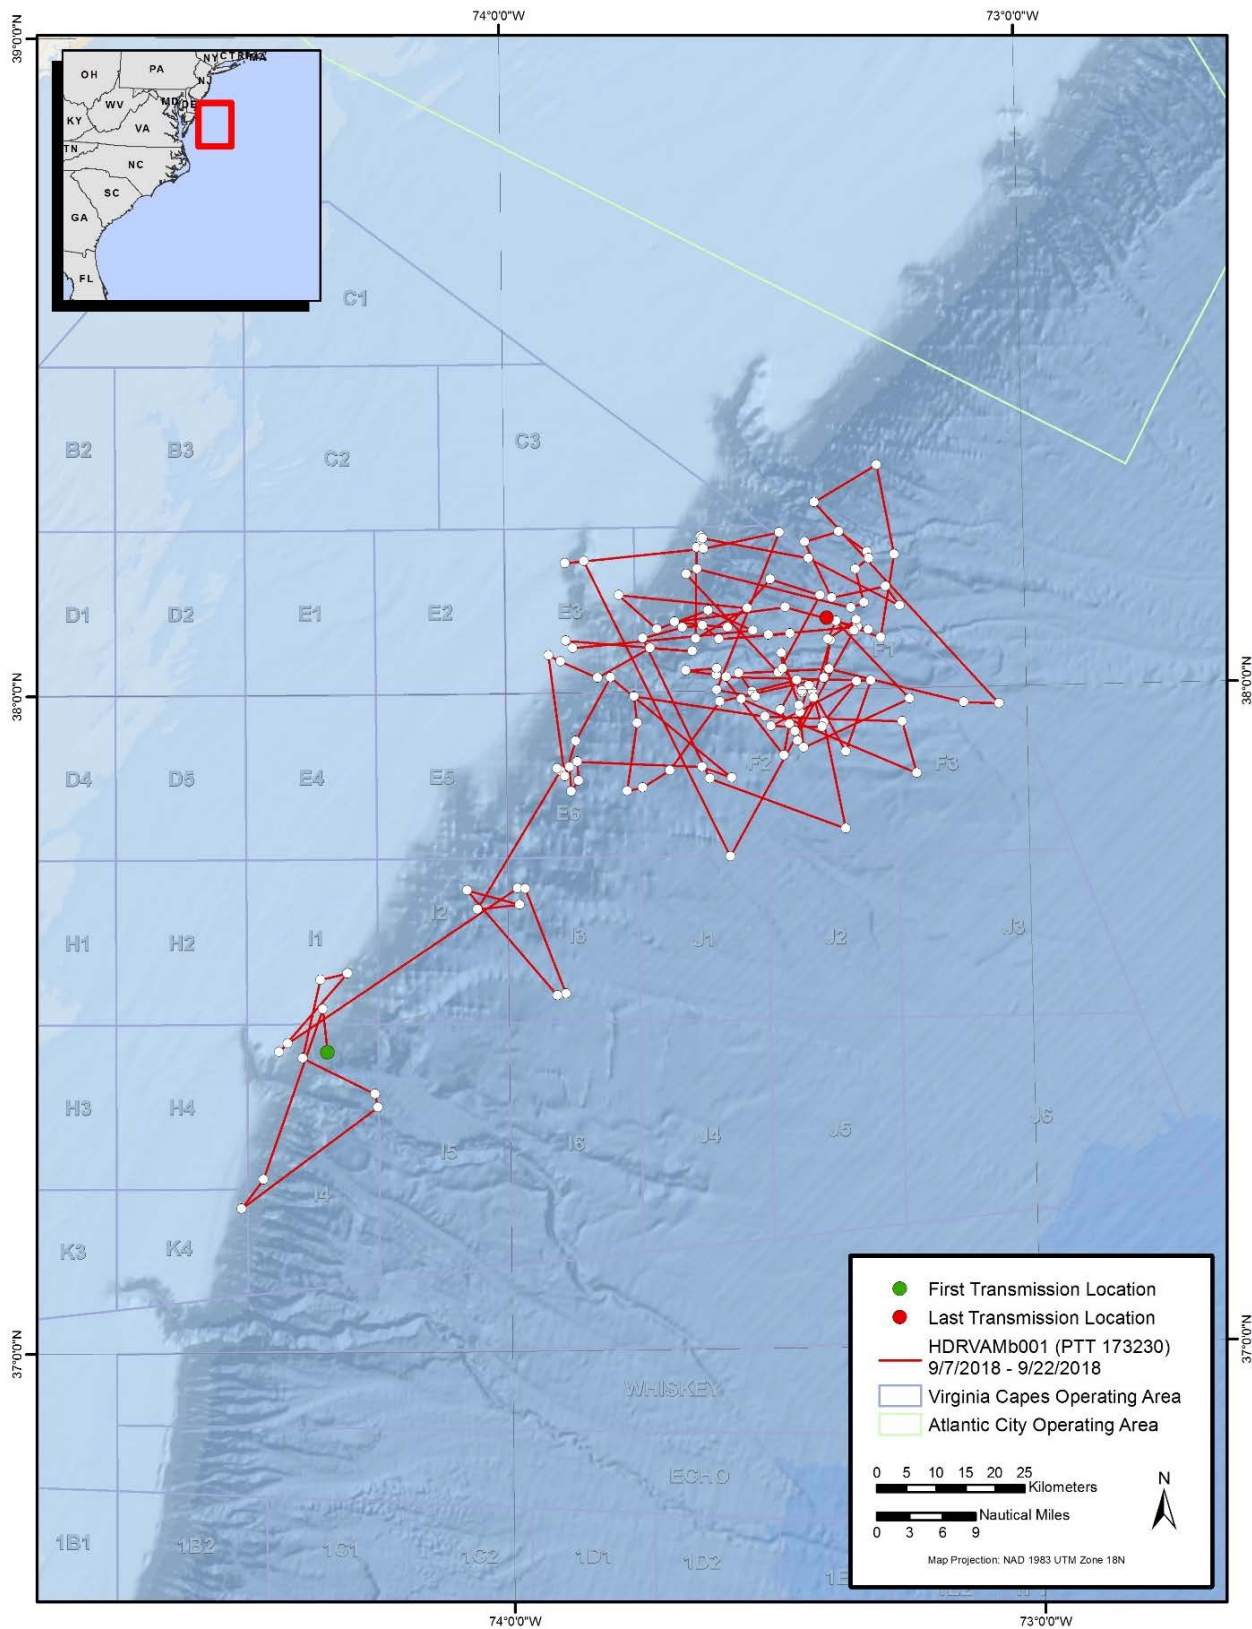 74°0'0"W
73°0'0"W
39°0'0"N
NY
CT
MA
PA
OH
NJ
WV
MD
DE
KY
VA
TN
NC
SC
GA
FL
C1
C3
B2
B3
C2
D1
D2
E1
E2
E3
F1
38°0'0"N
38°0'0"N
D4
D5
E4
E5
E6
F2
F3
H1
H2
I1
I2
I3
J1
J2
J3
H3
H4
I4
I5
I6
J4
J5
J6
K3
K4
37°0'0"N
37°0'0"N
WHISKEY
ECHO
1B1
1B2
1C1
1C2
1D1
1D2
First Transmission Location
Last Transmission Location
HDRVAMb001 (PTT 173230)
9/7/2018 - 9/22/2018
Virginia Capes Operating Area
Atlantic City Operating Area
0 5 10 15 20 25
Kilometers
Nautical Miles
0 3 6 9
N
Map Projection: NAD 1983 UTM Zone 18N
74°0'0"W
73°0'0"W